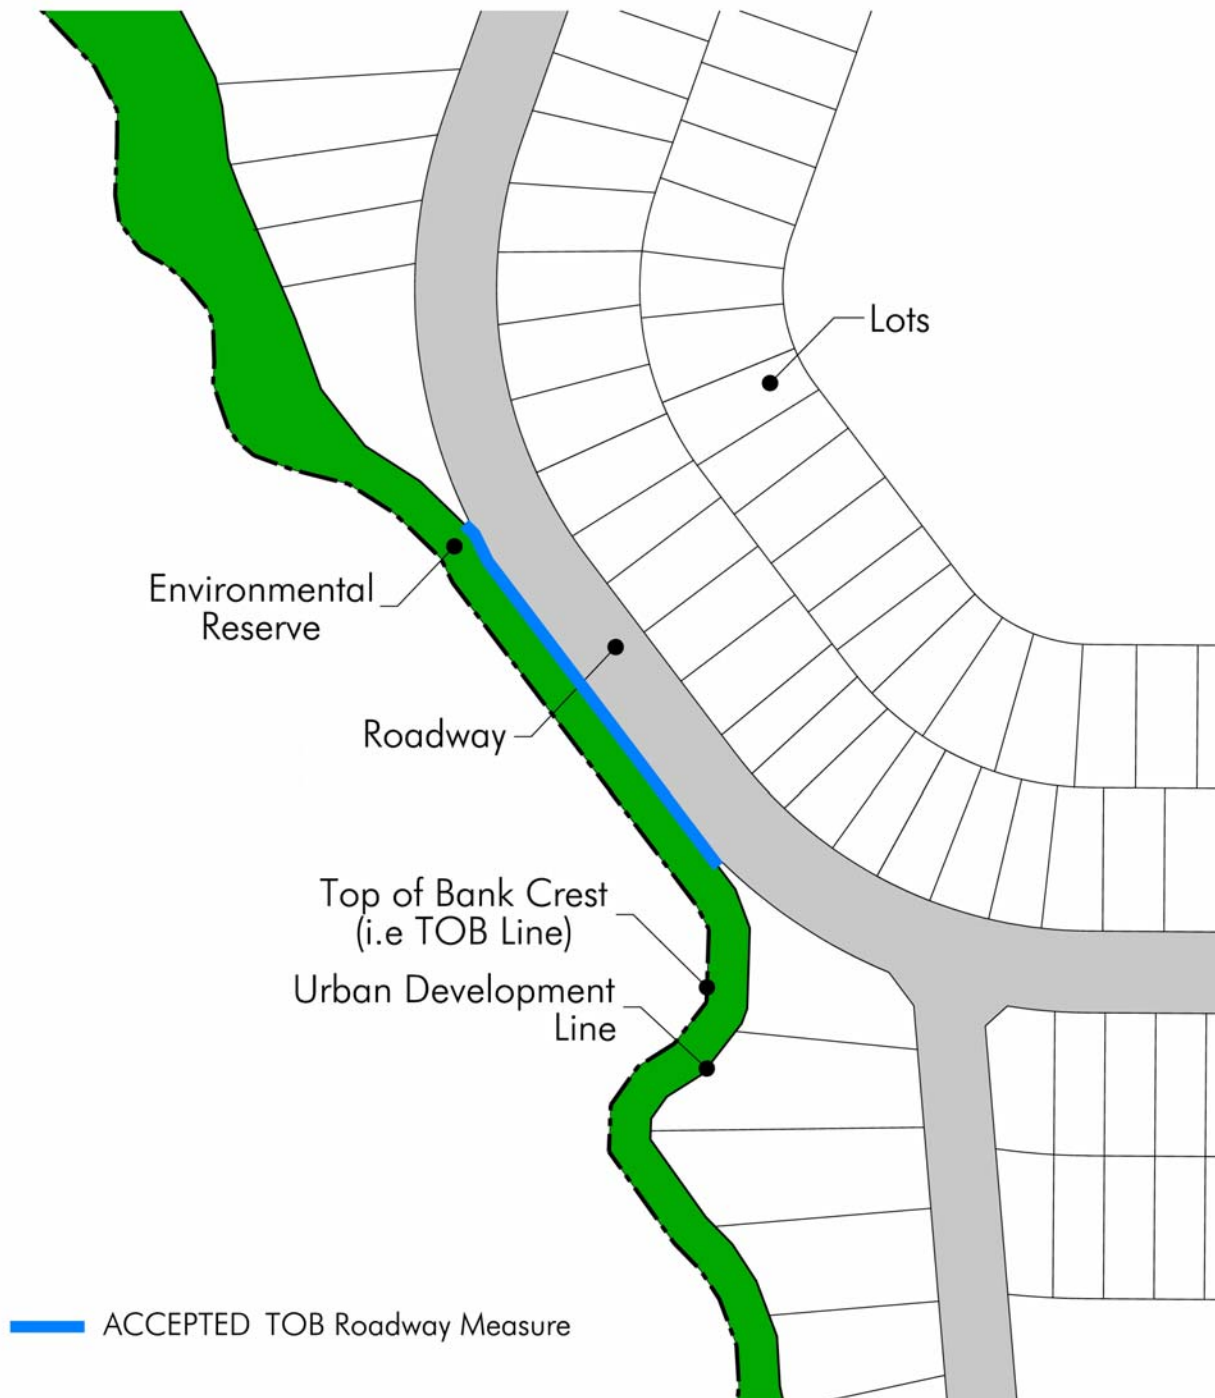 Lots
Environmental
Reserve
Roadway
Top of Bank Crest
(i.e TOB Line)
Urban Development
Line
ACCEPTED TOB Roadway Measure